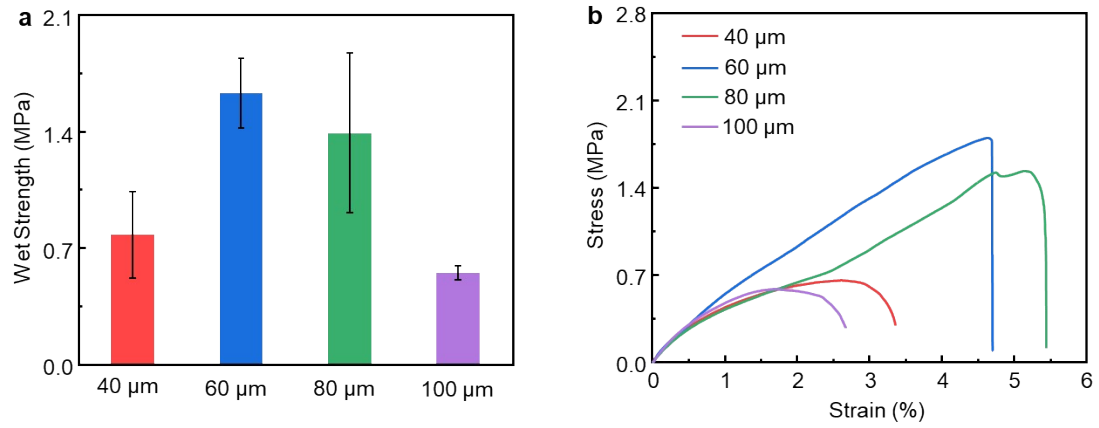 a
2.1
1.4
0.7
0.0
Wet Strength (MPa)
40 µm
60 µm
80 µm
100 µm
b
2.8
2.1
1.4
0.7
0.0
Stress (MPa)
40 µm
60 µm
80 µm
100 µm
0 1 2 3 4 5 6
Strain (%)